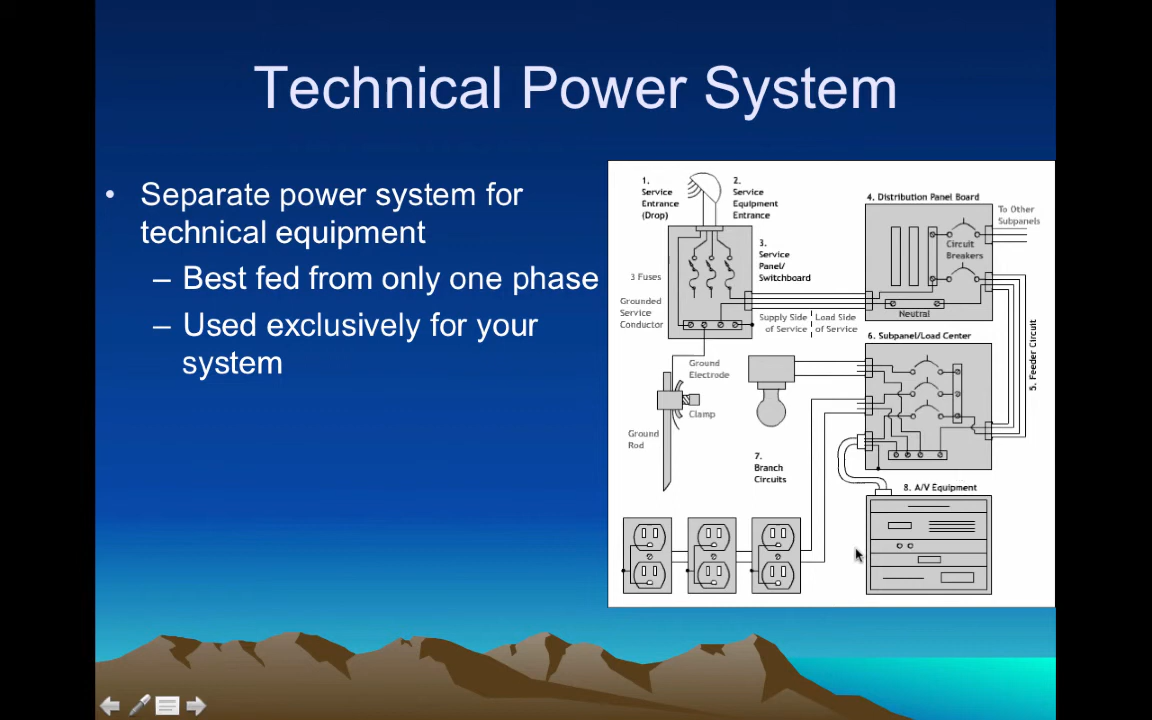 Technical Power System
• Separate power system for
technical equipment
– Best fed from only one phase
– Used exclusively for your
system
1.
Service
Entrance
(Drop)
2.
Service
Equipment
Entrance
3.
Service
Panel/
Switchboard
3 Fuses
Grounded
Service
Conductor
Supply Side
of Service
Load Side
of Service
4. Distribution Panel Board
To Other
Subpanels
Circuit
Breakers
Neutral
5. Feeder Circuit
6. Subpanel/Load Center
Ground
Electrode
Clamp
Ground
Rod
7.
Branch
Circuits
8. A/V Equipment